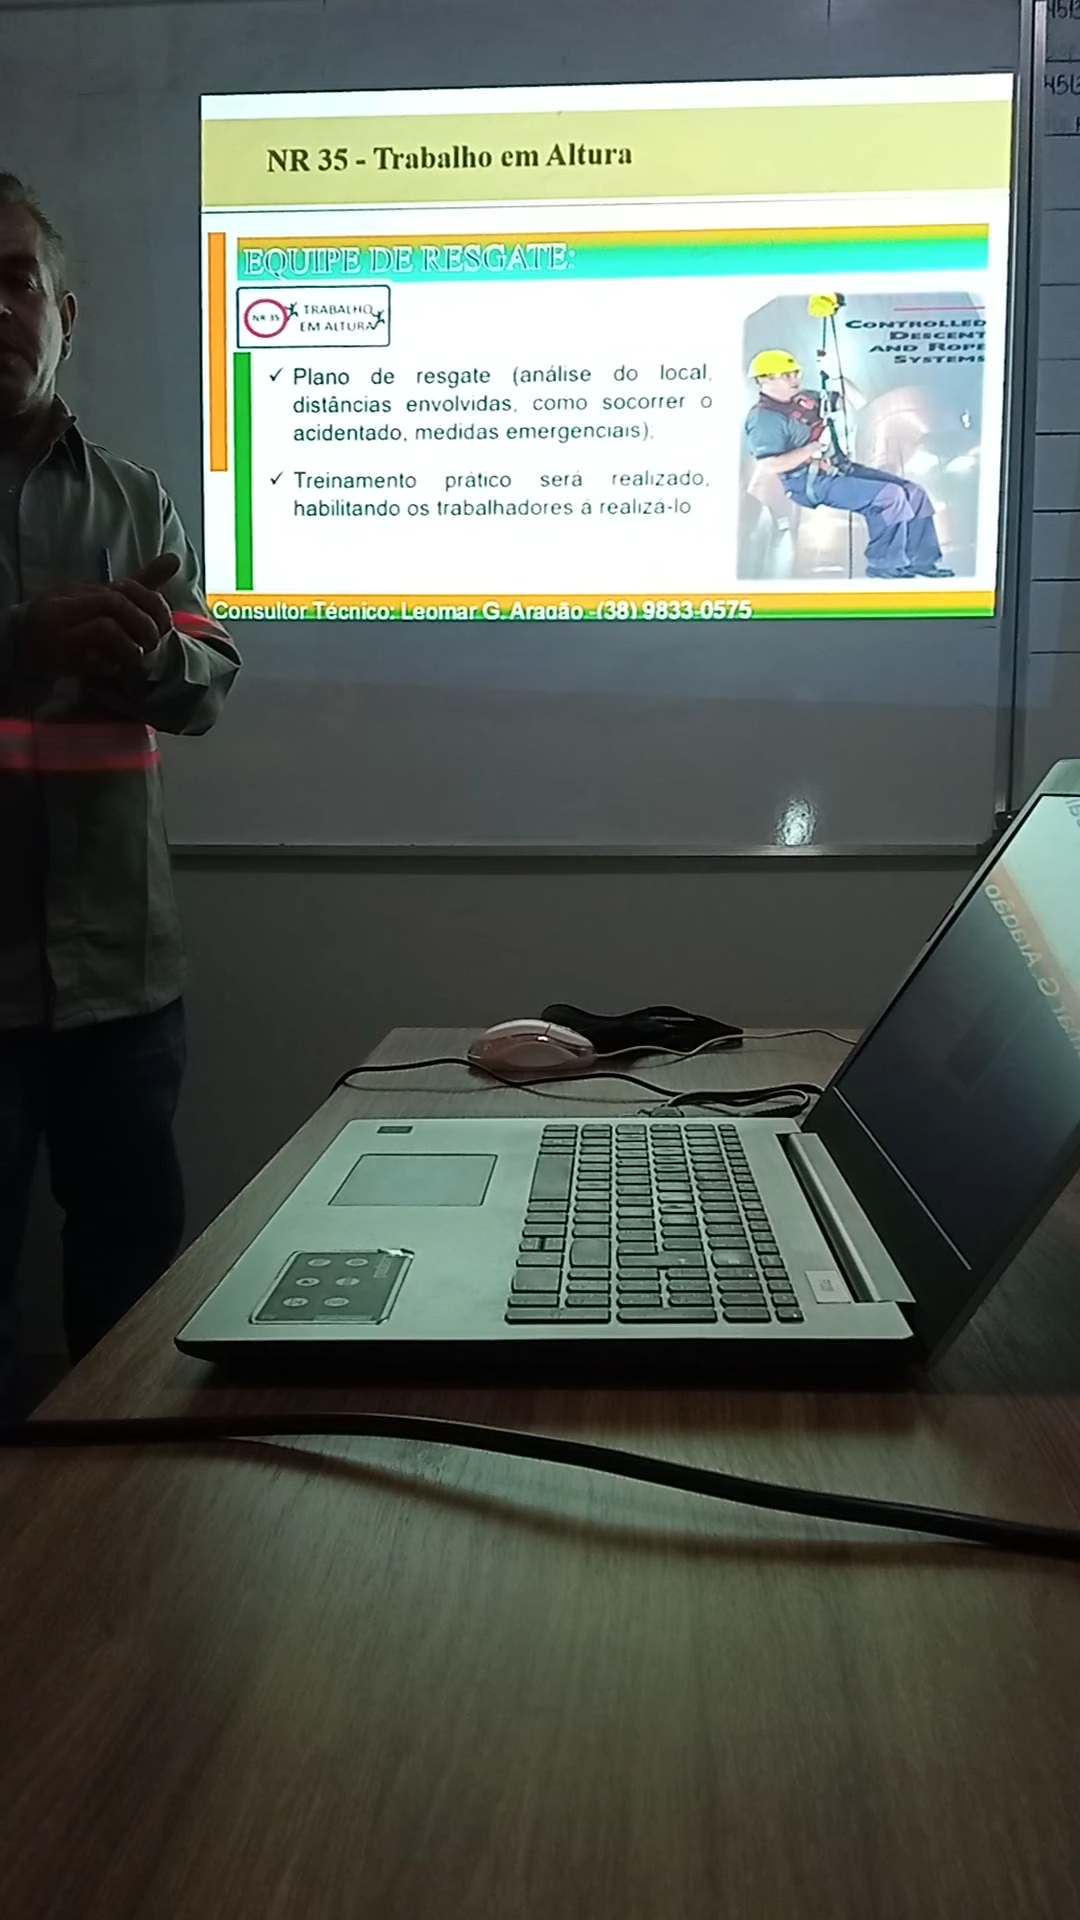 NR 35 - Trabalho em Altura
EQUIPE DE RESGATE:
NR 35
TRABALHO
EM ALTURA
CONTROLLED
DESCENT
AND ROPE
SYSTEMS
✓ Plano de resgate (análise do local,
distâncias envolvidas, como socorrer o
acidentado, medidas emergenciais),
✓ Treinamento prático será realizado,
habilitando os trabalhadores á realizá-lo
Consultor Técnico: Leomar G. Aragão -(38) 9833-0575